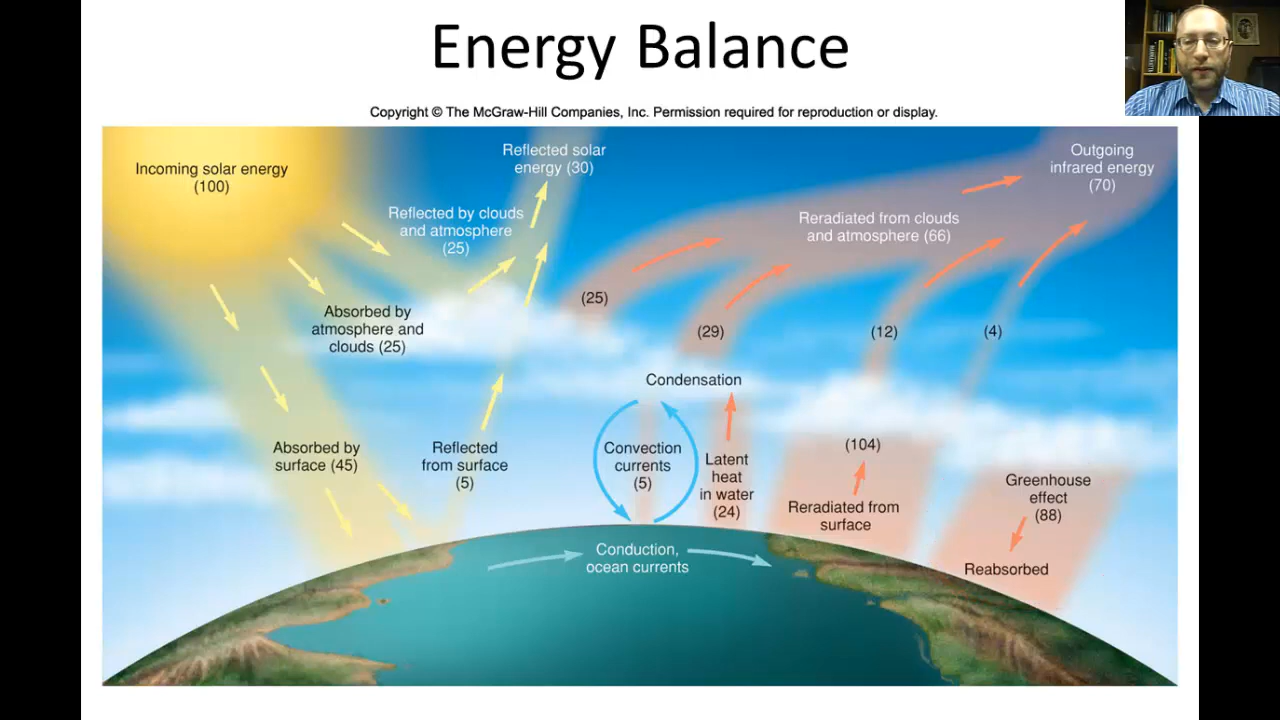 Energy Balance
Copyright © The McGraw-Hill Companies, Inc. Permission required for reproduction or display.
Incoming solar energy
(100)
Reflected solar
energy (30)
Outgoing
infrared energy
(70)
Reflected by clouds
and atmosphere
(25)
Reradiated from clouds
and atmosphere (66)
Absorbed by
atmosphere and
clouds (25)
(25)
(29)
(12)
(4)
Condensation
Absorbed by
surface (45)
Reflected
from surface
(5)
Convection
currents
(5)
Latent
heat
in water
(24)
(104)
Reradiated from
surface
Greenhouse
effect
(88)
Reabsorbed
Conduction,
ocean currents